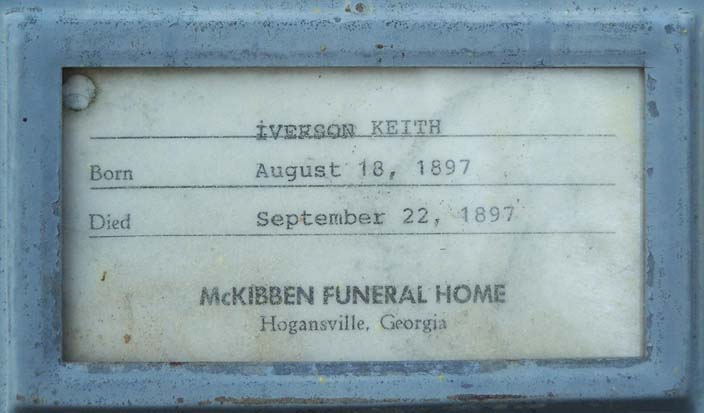 IVERSON KEITH
Born August 18, 1897
Died September 22, 1897
McKIBBEN FUNERAL HOME
Hogansville, Georgia